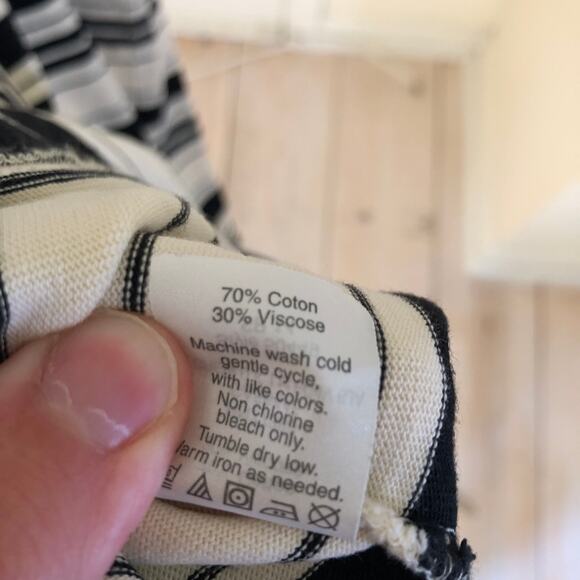 70% Coton
30% Viscose
Machine wash cold
gentle cycle,
with like colors.
Non chlorine
bleach only.
Tumble dry low.
Warm iron as needed.